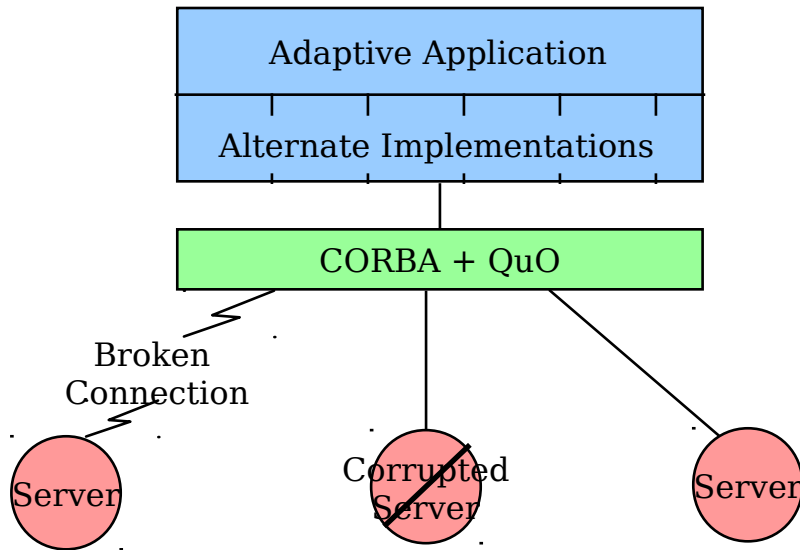 Adaptive Application
Alternate Implementations
CORBA + QuO
Broken
Connection
Server
Corrupted
Server
Server